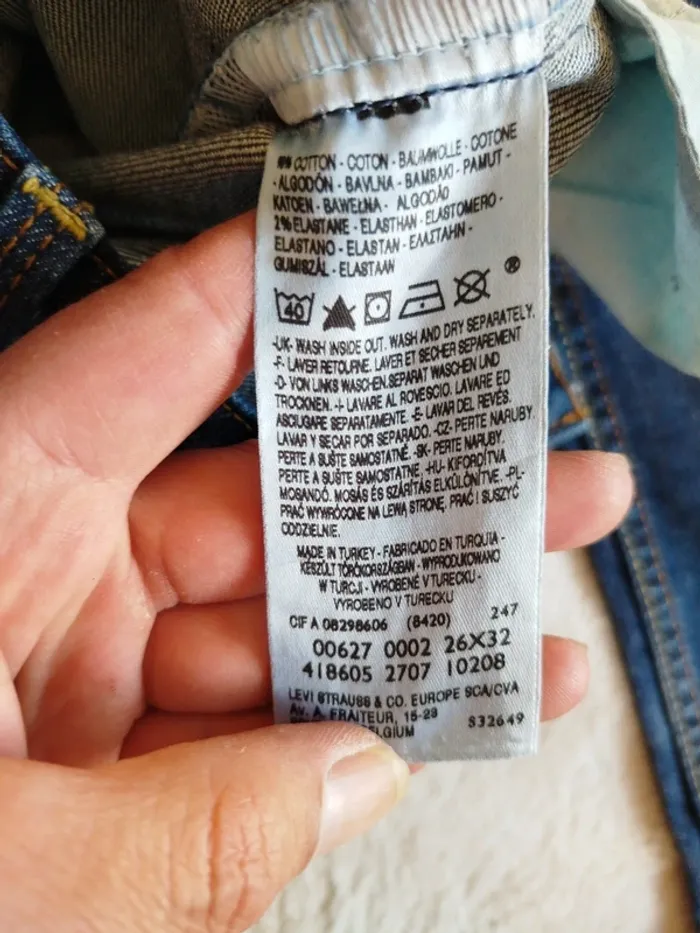 COTTON - COTON - BAUMWOLLE - COTONE
- ALGODÓN - BAVLNA - BAMBAKI - PAMUT -
KATOEN - BAWEŁNA - ALGODÃO
2% ELASTANE - ELASTHAN - ELASTOMERO -
ELASTANO - ELASTAN - ΕΛΑΣΤΑΗΝ -
GUMISZÁL - ELASTAAN
40
®
-UK- WASH INSIDE OUT. WASH AND DRY SEPARATELY.
-F- LAVER RETOURNE. LAVER ET SECHER SEPAREMENT
-D- VON LINKS WASCHEN.SEPARAT WASCHEN UND
TROCKNEN. -I- LAVARE AL ROVESCIO. LAVARE ED
ASCIUGARE SEPARATAMENTE. -E- LAVAR DEL REVÉS.
LAVAR Y SECAR POR SEPARADO. -CZ- PERTE NARUBY.
PERTE A SUŠTE SAMOSTATNĚ. -SK- PERTE NARUBY.
PERTE A SUŠTE SAMOSTATNE. -HU- KIFORDÍTVA
MOSANDÓ. MOSÁS ÉS SZÁRÍTÁS ELKÜLÖNÍTVE. -PL-
PRAĆ WYWRÓCONE NA LEWĄ STRONĘ. PRAĆ I SUSZYĆ
ODDZIELNIE.
MADE IN TURKEY - FABRICADO EN TURQUIA -
KÉSZÜLT TÖRÖKORSZÁGBAN - WYPRODUKOWANO
W TURCJI - VYROBENÉ V TURECKU -
VYROBENO V TURECKU
CIF A 08298606 (8420) 247
00627 0002 26X32
418605 2707 10208
LEVI STRAUSS & CO. EUROPE SCA/CVA
AV. A. FRAITEUR, 15-23
S32649